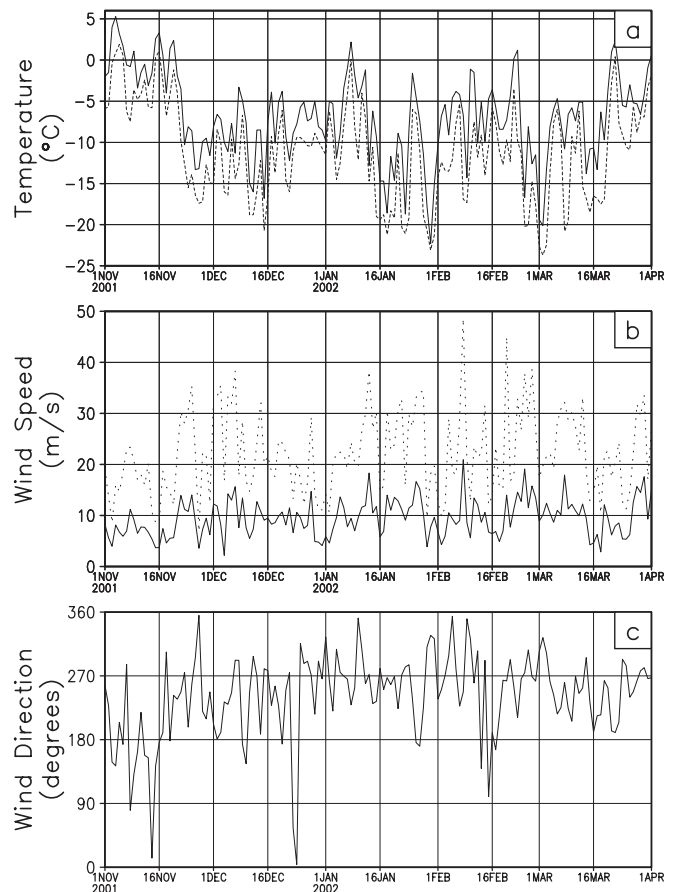 a
Temperature
(°C)
5
0
−5
−10
−15
−20
−25
1NOV 16NOV 1DEC 16DEC 1JAN 16JAN 1FEB 16FEB 1MAR 16MAR 1APR
2001 2002
b
Wind Speed
(m/s)
50
40
30
20
10
0
1NOV 16NOV 1DEC 16DEC 1JAN 16JAN 1FEB 16FEB 1MAR 16MAR 1APR
2001 2002
c
Wind Direction
(degrees)
360
270
180
90
0
1NOV 16NOV 1DEC 16DEC 1JAN 16JAN 1FEB 16FEB 1MAR 16MAR 1APR
2001 2002